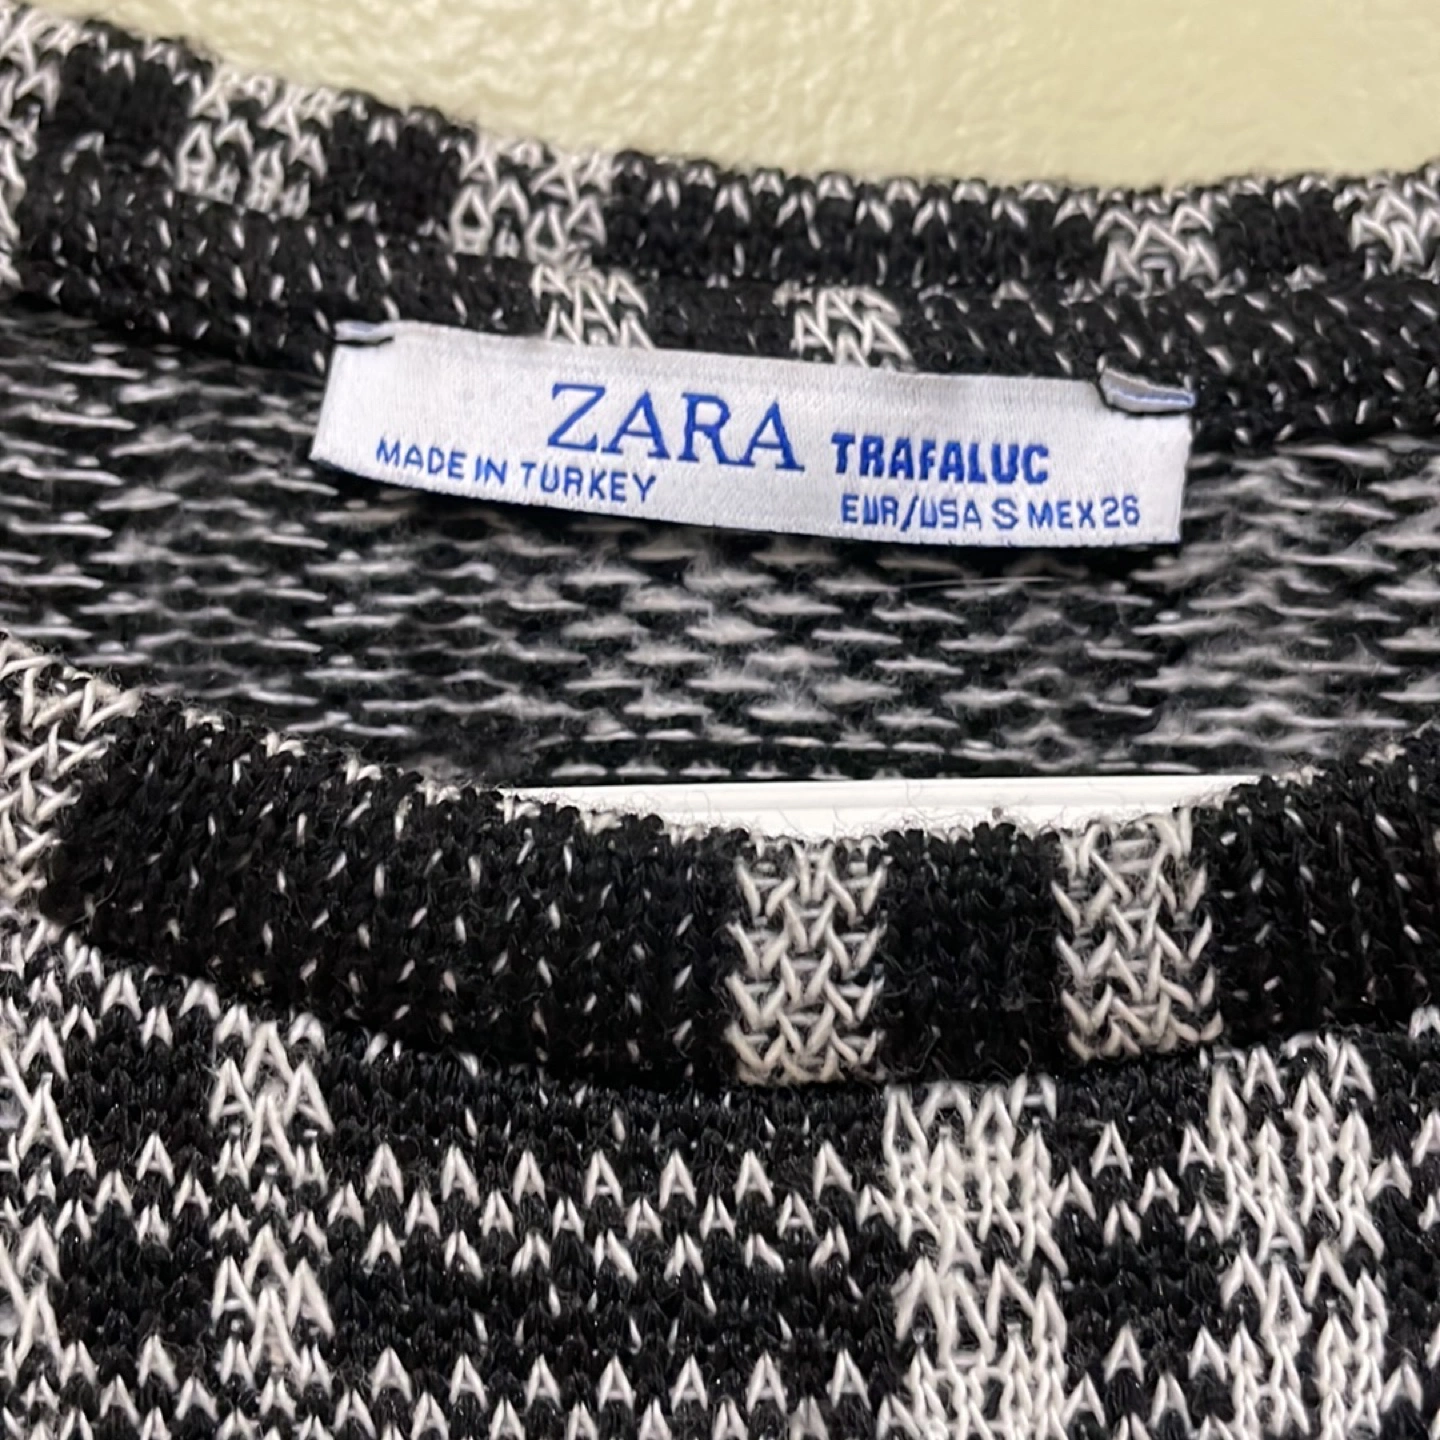 ZARA TRAFALUC
MADE IN TURKEY
EUR/USA S MEX 26